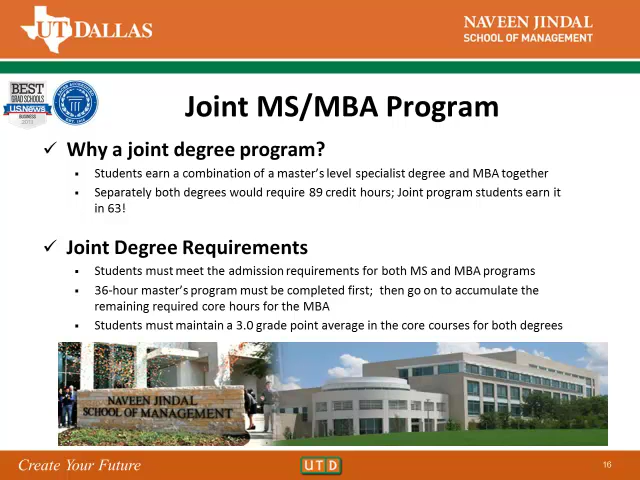 UT DALLAS
NAVEEN JINDAL
SCHOOL OF MANAGEMENT
BEST
GRAD SCHOOLS
U.S.News
BUSINESS
Joint MS/MBA Program
Why a joint degree program?
Students earn a combination of a master's level specialist degree and MBA together
Separately both degrees would require 89 credit hours; Joint program students earn it
in 63!
Joint Degree Requirements
Students must meet the admission requirements for both MS and MBA programs
36-hour master's program must be completed first; then go on to accumulate the
remaining required core hours for the MBA
Students must maintain a 3.0 grade point average in the core courses for both degrees
NAVEEN JINDAL
SCHOOL OF MANAGEMENT
Create Your Future
UTD
16